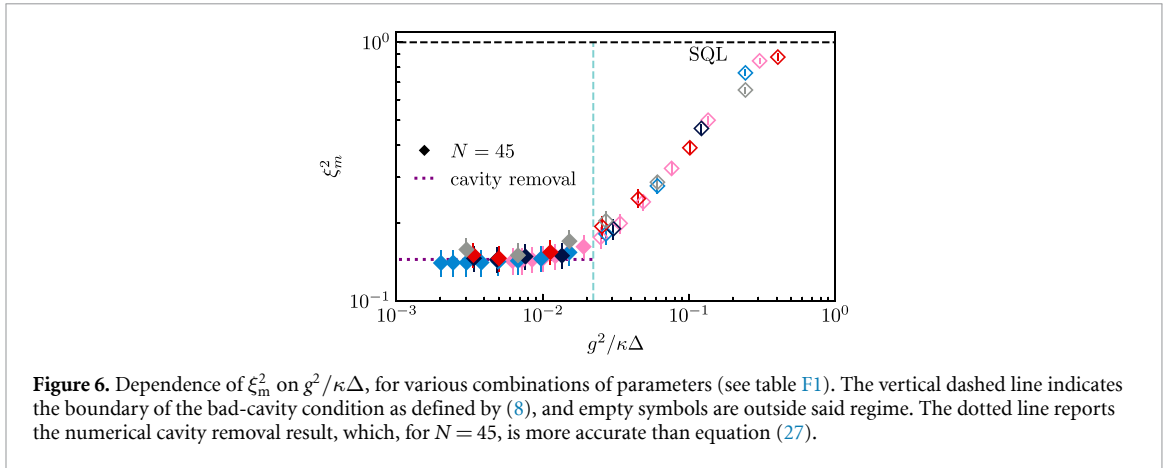 10⁰
SQL
ξ²ₘ
N = 45
cavity removal
10⁻¹
10⁻³ 10⁻² 10⁻¹ 10⁰
g²/κΔ
Figure 6. Dependence of ξ²ₘ on g²/κΔ, for various combinations of parameters (see table F1). The vertical dashed line indicates
the boundary of the bad-cavity condition as defined by (8), and empty symbols are outside said regime. The dotted line reports
the numerical cavity removal result, which, for N = 45, is more accurate than equation (27).